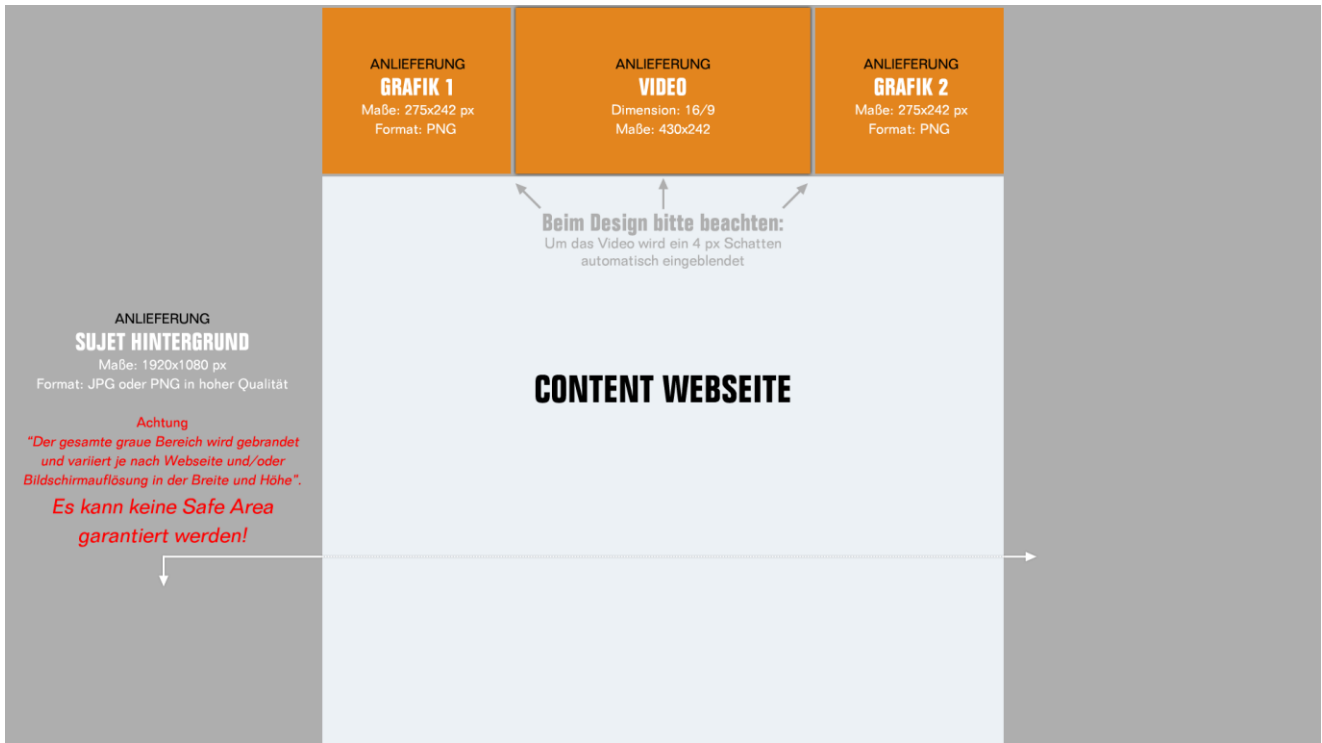 ANLIEFERUNG
GRAFIK 1
Maße: 275x242 px
Format: PNG
ANLIEFERUNG
VIDEO
Dimension: 16/9
Maße: 430x242
ANLIEFERUNG
GRAFIK 2
Maße: 275x242 px
Format: PNG
Beim Design bitte beachten:
Um das Video wird ein 4 px Schatten
automatisch eingeblendet
ANLIEFERUNG
SUJET HINTERGRUND
Maße: 1920x1080 px
Format: JPG oder PNG in hoher Qualität
Achtung
"Der gesamte graue Bereich wird gebrandet
und variiert je nach Webseite und/oder
Bildschirmauflösung in der Breite und Höhe".
Es kann keine Safe Area
garantiert werden!
CONTENT WEBSEITE